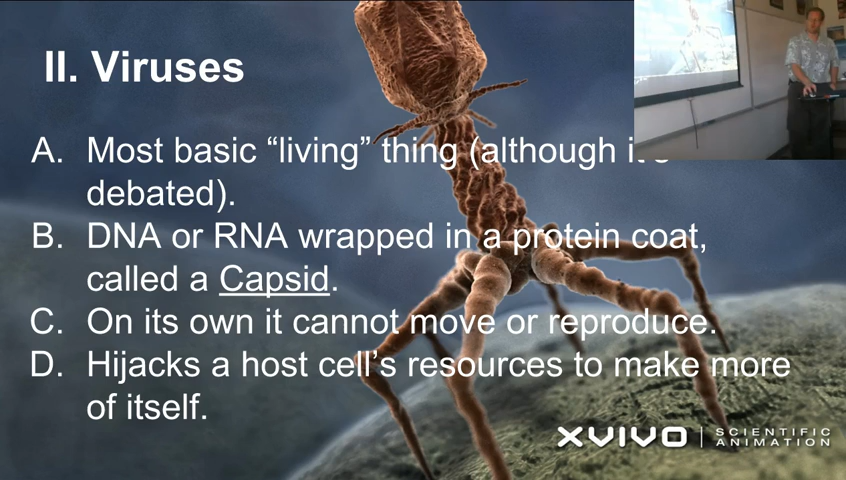 II. Viruses
A. Most basic “living” thing (although it's
debated).
B. DNA or RNA wrapped in a protein coat,
called a Capsid.
C. On its own it cannot move or reproduce.
D. Hijacks a host cell’s resources to make more
of itself.
XVIVO | SCIENTIFIC
ANIMATION